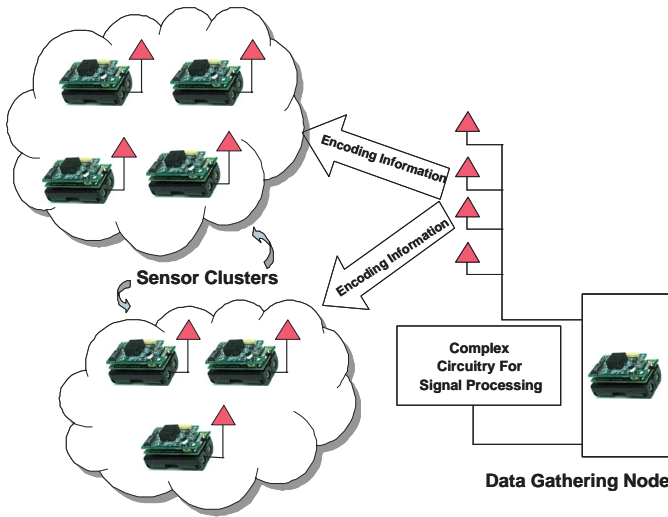 Encoding Information
Encoding Information
Sensor Clusters
Complex
Circuitry For
Signal Processing
Data Gathering Node